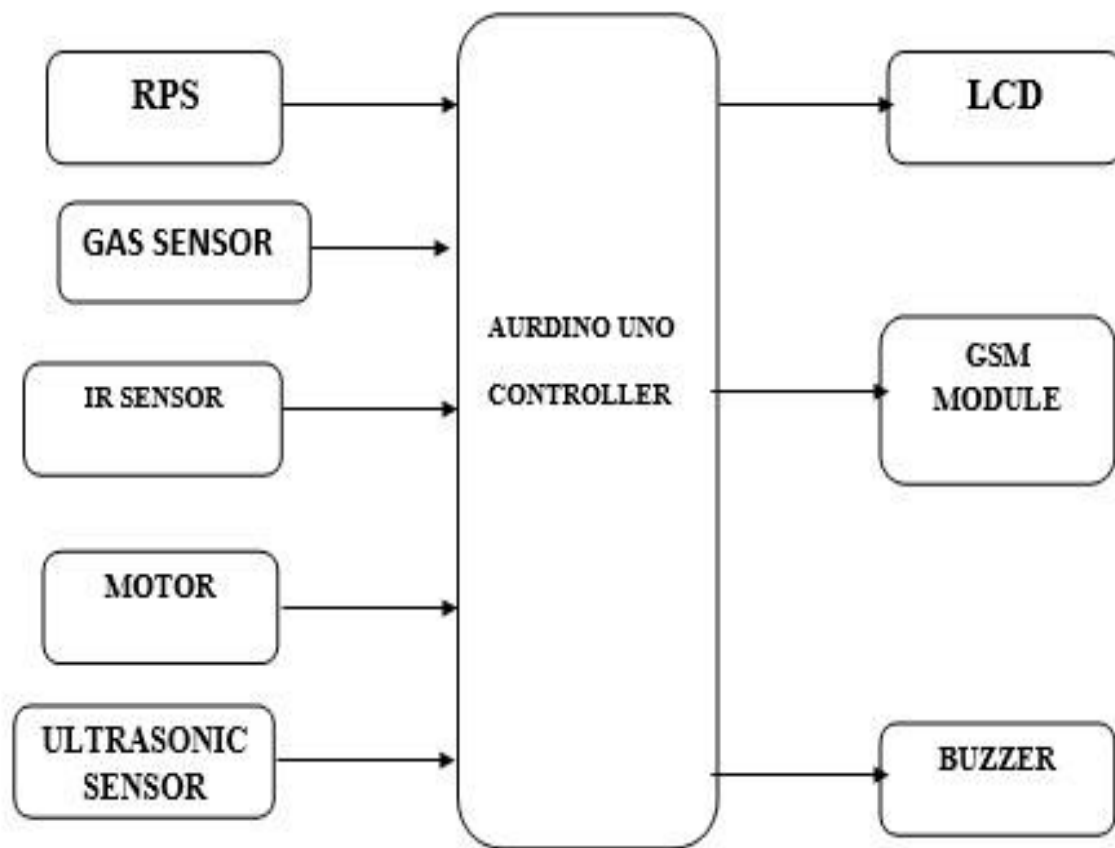 RPS
GAS SENSOR
IR SENSOR
MOTOR
ULTRASONIC
SENSOR
AURDINO UNO
CONTROLLER
LCD
GSM
MODULE
BUZZER